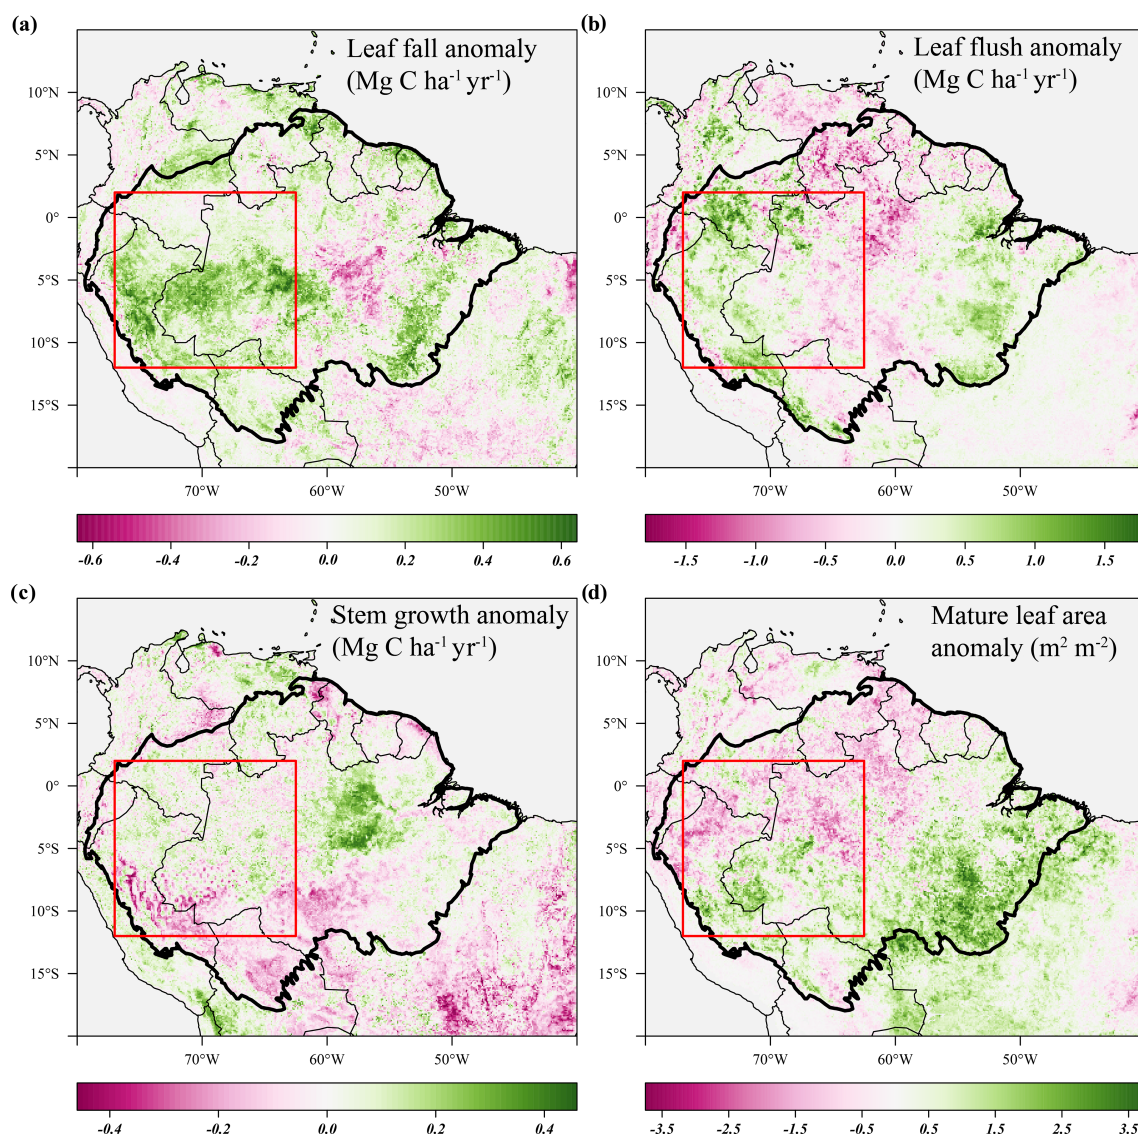 (a)
Leaf fall anomaly
(Mg C ha⁻¹ yr⁻¹)
10°N
5°N
0°
5°S
10°S
15°S
70°W 60°W 50°W
-0.6 -0.4 -0.2 0.0 0.2 0.4 0.6
(b)
Leaf flush anomaly
(Mg C ha⁻¹ yr⁻¹)
10°N
5°N
0°
5°S
10°S
15°S
70°W 60°W 50°W
-1.5 -1.0 -0.5 0.0 0.5 1.0 1.5
(c)
Stem growth anomaly
(Mg C ha⁻¹ yr⁻¹)
10°N
5°N
0°
5°S
10°S
15°S
70°W 60°W 50°W
-0.4 -0.2 0.0 0.2 0.4
(d)
Mature leaf area
anomaly (m² m⁻²)
10°N
5°N
0°
5°S
10°S
15°S
70°W 60°W 50°W
-3.5 -2.5 -1.5 -0.5 0.5 1.5 2.5 3.5